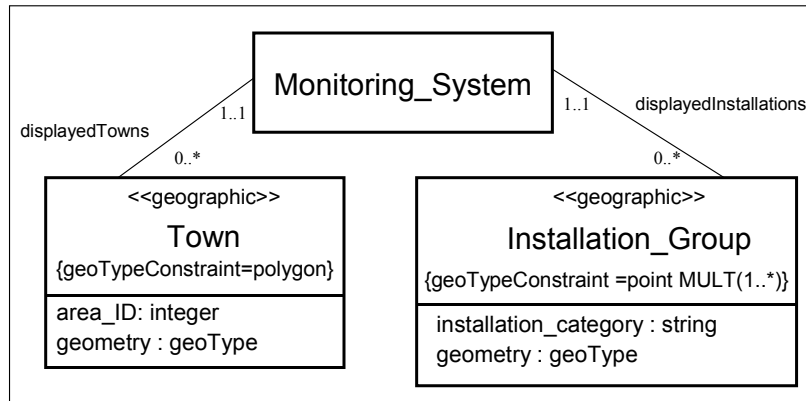 Monitoring_System
1..1
1..1
displayedTowns
displayedInstallations
0..*
0..*
<<geographic>>
Town
{geoTypeConstraint=polygon}
area_ID: integer
geometry : geoType
<<geographic>>
Installation_Group
{geoTypeConstraint =point MULT(1..*)}
installation_category : string
geometry : geoType